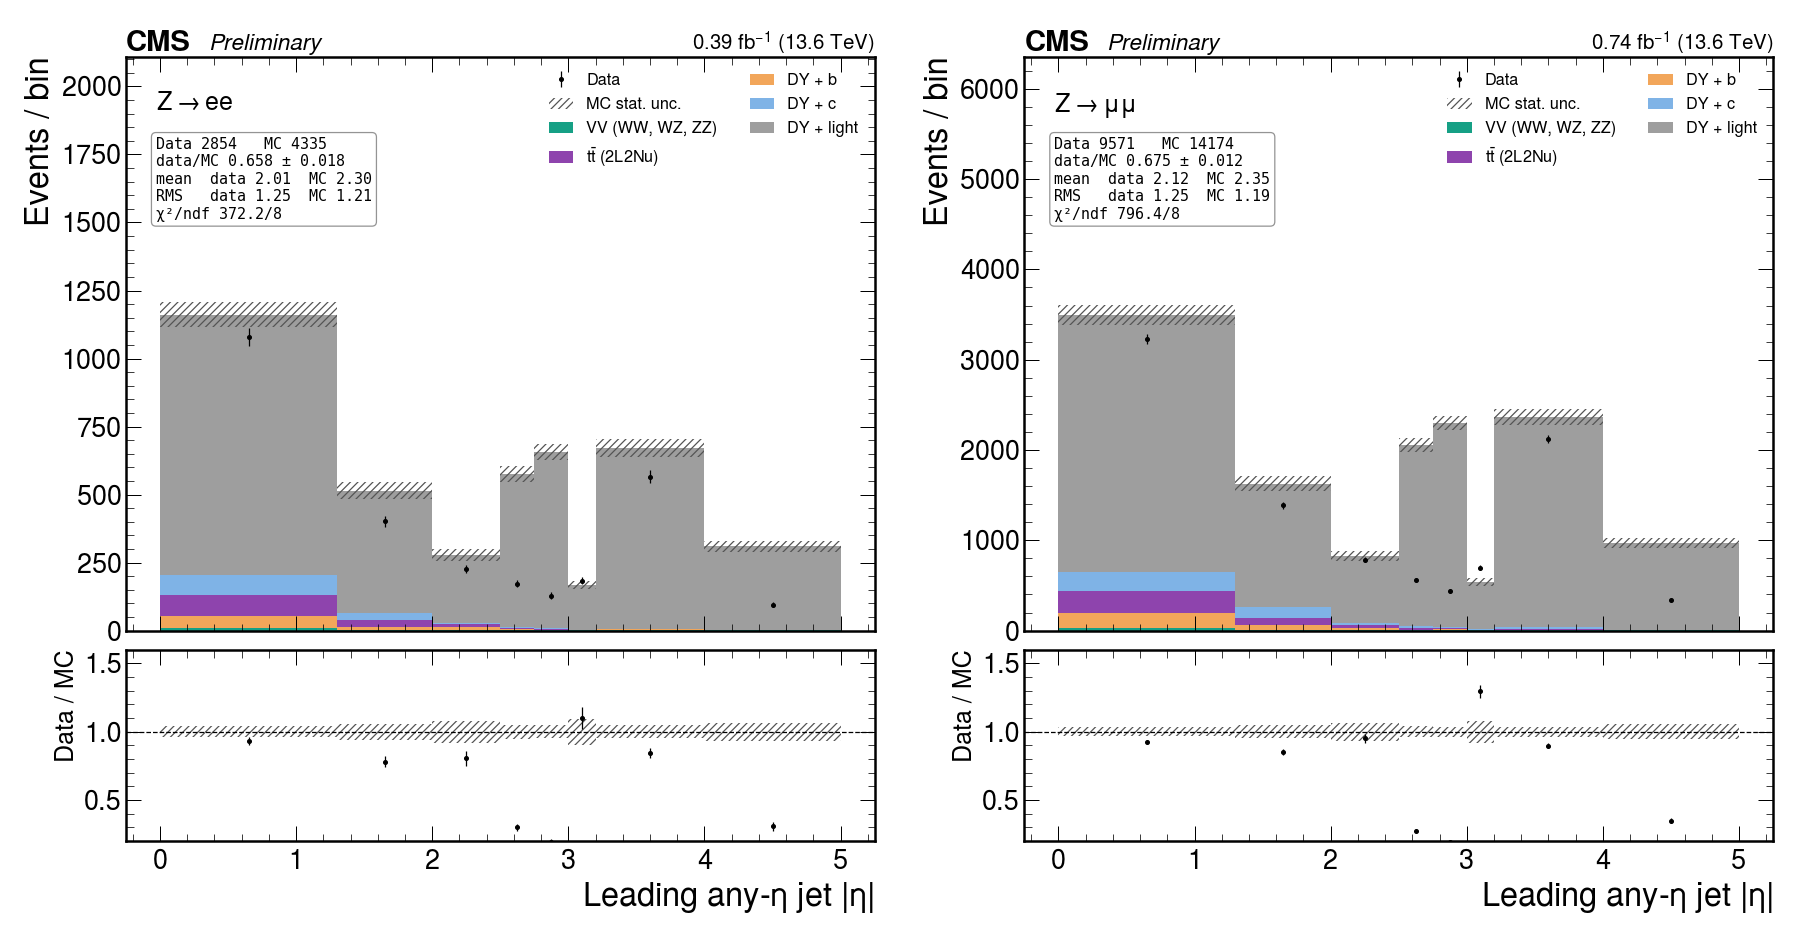 CMS Preliminary 0.39 fb⁻¹ (13.6 TeV)
Events / bin
2000
1750
1500
1250
1000
750
500
250
0
Z→ee
Data 2854 MC 4335
data/MC 0.658 ± 0.018
mean data 2.01 MC 2.30
RMS data 1.25 MC 1.21
χ²/ndf 372.2/8
Data
MC stat. unc.
VV (WW, WZ, ZZ)
tt̄ (2L2Nu)
DY + b
DY + c
DY + light
Data / MC
1.5
1.0
0.5
0 1 2 3 4 5
Leading any-η jet |η|
CMS Preliminary 0.74 fb⁻¹ (13.6 TeV)
Events / bin
6000
5000
4000
3000
2000
1000
0
Z→μμ
Data 9571 MC 14174
data/MC 0.675 ± 0.012
mean data 2.12 MC 2.35
RMS data 1.25 MC 1.19
χ²/ndf 796.4/8
Data
MC stat. unc.
VV (WW, WZ, ZZ)
tt̄ (2L2Nu)
DY + b
DY + c
DY + light
Data / MC
1.5
1.0
0.5
0 1 2 3 4 5
Leading any-η jet |η|